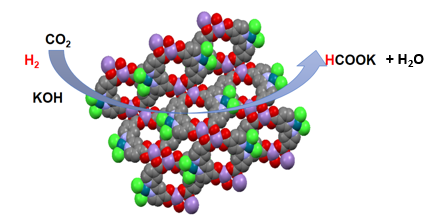 CO₂
H₂
KOH
HCOOK + H₂O